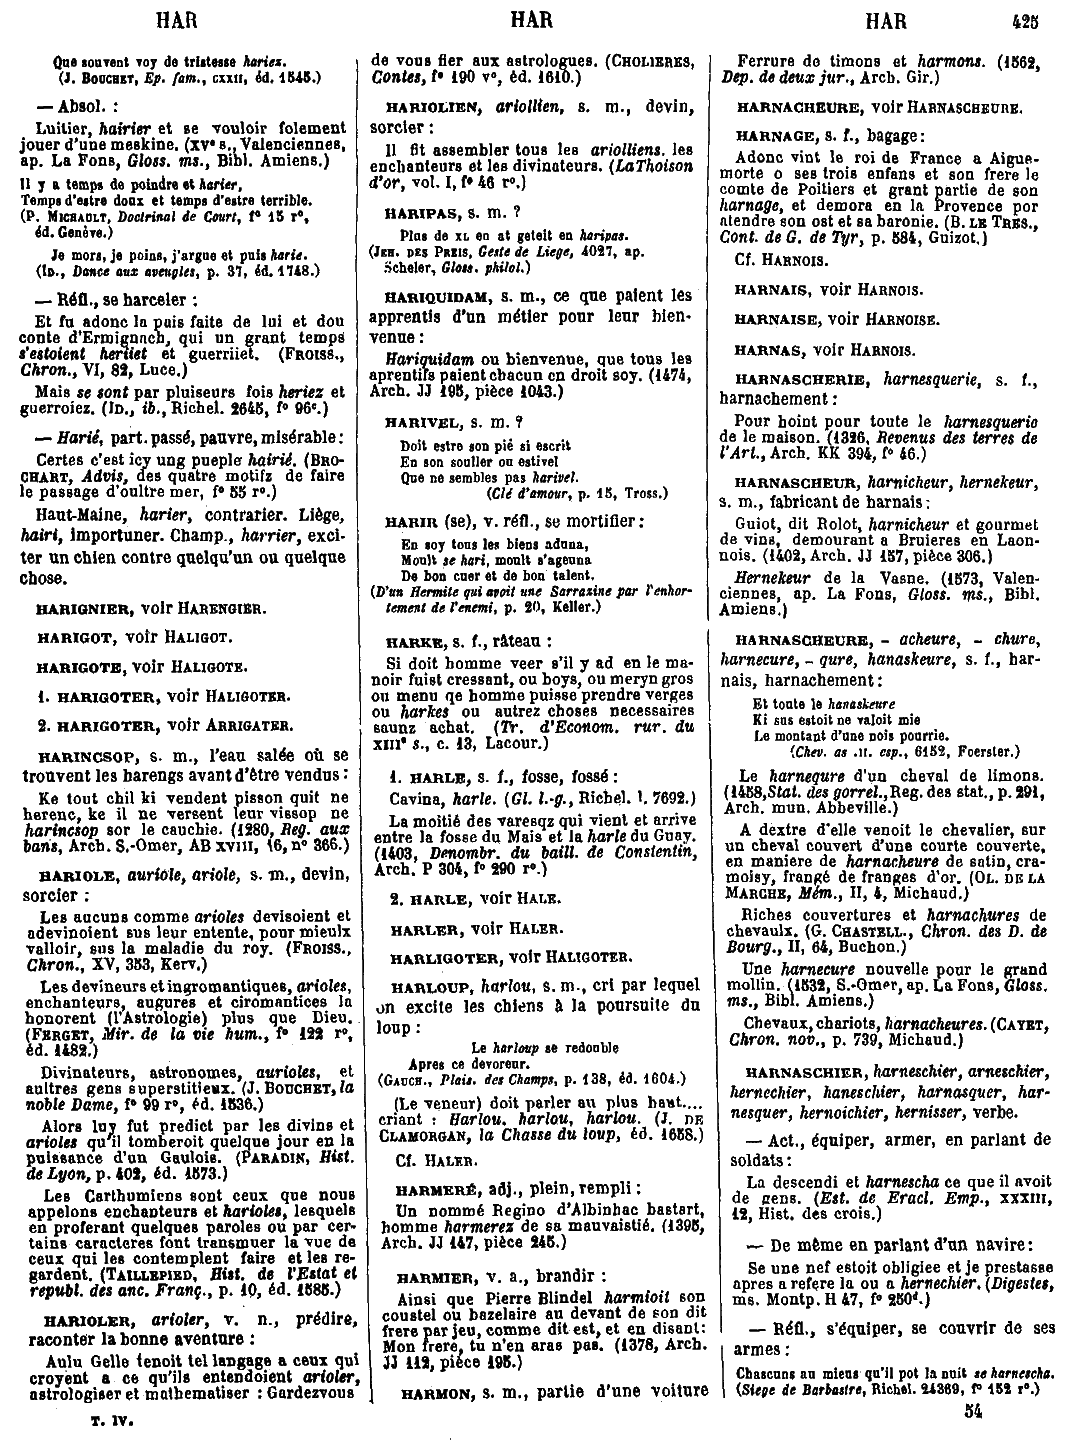 HAR
HAR
HAR
425
Que souvent voy de tristesse hariez.
(J. BOUCHET, Ep. fam., CXXII, éd. 1545.)
— Absol. :
Luitier, hairier et se vouloir folement
jouer d'une meskine. (XVᵉ s., Valenciennes,
ap. La Fons, Gloss. ms., Bibl. Amiens.)
Il y a temps de poindre et harier,
Temps d'estre doux et temps d'estre terrible.
(P. MICHAULT, Doctrinal de Court, fº 15 rº,
éd. Genève.)
Je mors, je poins, j'argue et puis harie.
(ID., Dance aux aveugles, p. 37, éd. 1748.)
— Réfl., se harceler :
Et fu adonc la pais faite de lui et dou
conte d'Ermignach, qui un grant temps
s'estoient heriiet et guerriiet. (FROISS.,
Chron., VI, 82, Luce.)
Mais se sont par pluiseurs fois heriez et
guerroiez. (ID., ib., Richel. 2645, fº 96ᶜ.)
— Harié, part. passé, pauvre, misérable :
Certes c'est icy ung pueple hairié. (BRO-
CHART, Advis, des quatre motifz de faire
le passage d'oultre mer, fº 55 rº.)
Haut-Maine, harier, contrarier. Liège,
hairi, importuner. Champ., harrier, exci-
ter un chien contre quelqu'un ou quelque
chose.
HARIGNIER, voir HARENGIER.
HARIGOT, voir HALIGOT.
HARIGOTE, voir HALIGOTE.
1. HARIGOTER, voir HALIGOTER.
2. HARIGOTER, voir ARRIGATER.
HARINCSOP, s. m., l'eau salée où se
trouvent les harengs avant d'être vendus :
Ke tout chil ki vendent pisson quit ne
herenc, ke il ne versent leur vissop ne
harincsop sor le cauchie. (1280, Reg. aux
bans, Arch. S.-Omer, AB XVIII, 16, nº 366.)
HARIOLE, auriole, ariole, s. m., devin,
sorcier :
Les aucuns comme arioles devisoient et
adevinoient sus leur entente, pour mieulx
valloir, sus la maladie du roy. (FROISS.,
Chron., XV, 353, Kerv.)
Les devineurs et ingromantiques, arioles,
enchanteurs, augures et ciromantices la
honorent (l'Astrologie) plus que Dieu.
(FERGET, Mir. de la vie hum., fº 122 rº,
éd. 1482.)
Divinateurs, astronomes, aurioles, et
aultres gens superstitieux. (J. BOUCHET, la
noble Dame, fº 99 rº, éd. 1536.)
Alors luy fut predict par les divins et
arioles qu'il tomberoit quelque jour en la
puissance d'un Gaulois. (PARADIN, Hist.
de Lyon, p. 402, éd. 1573.)
Les Carthumiens sont ceux que nous
appelons enchanteurs et harioles, lesquels
en proferant quelques paroles ou par cer-
tains caracteres font transmuer la vue de
ceux qui les contemplent faire et les re-
gardent. (TAILLEPIED, Hist. de l'Estat et
republ. des anc. Franç., p. 10, éd. 1585.)
HARIOLER, arioler, v. n., prédire,
raconter la bonne aventure :
Aulu Gelle tenoit tel langage a ceux qui
croyent a ce qu'ils entendoient arioler,
astrologiser et mathematiser : Gardezvous
T. IV.
de vous fier aux astrologues. (CHOLIERES,
Contes, fº 190 vº, éd. 1610.)
HARIOLIEN, ariollien, s. m., devin,
sorcier :
Il fit assembler tous les ariolliens, les
enchanteurs et les divinateurs. (La Thoison
d'or, vol. I, fº 46 rº.)
HARIPAS, s. m. ?
Plus de XL en at geteit en haripas.
(JEH. DES PREIS, Geste de Liege, 4027, ap.
Scheler, Gloss. philol.)
HARIQUIDAM, s. m., ce que paient les
apprentis d'un métier pour leur bien-
venue :
Hariquidam ou bienvenue, que tous les
aprentifs paient chacun en droit soy. (1474,
Arch. JJ 195, pièce 1043.)
HARIVEL, s. m. ?
Doit estre son pié si escrit
En son souller ou estivel
Que ne sembles pas harivel.
(Clé d'amour, p. 15, Tross.)
HARIR (se), v. réfl., se mortifier :
En soy tous les biens aduna,
Moult se hari, moult s'agenna
De bon cuer et de bon talent.
(D'un Hermite qui avoit une Sarrazine par l'enhor-
tement de l'enemi, p. 20, Keller.)
HARKE, s. f., râteau :
Si doit homme veer s'il y ad en le ma-
noir fuist cressant, ou boys, ou meryn gros
ou menu qe homme puisse prendre verges
ou harkes ou autrez choses necessaires
saunz achat. (Tr. d'Econom. rur. du
XIIIᵉ s., c. 13, Lacour.)
1. HARLE, s. f., fosse, fossé :
Cavina, harle. (Gl. l.-g., Richel. l. 7692.)
La moitié des varesqz qui vient et arrive
entre la fosse du Mais et la harle du Guay.
(1403, Denombr. du baill. de Constentin,
Arch. P 304, fº 290 rº.)
2. HARLE, voir HALE.
HARLER, voir HALER.
HARLIGOTER, voir HALIGOTER.
HARLOUP, harlou, s. m., cri par lequel
on excite les chiens à la poursuite du
loup :
Le harloup se redouble
Apres ce devoreur.
(GAUCH., Plais. des Champs, p. 138, éd. 1604.)
(Le veneur) doit parler au plus haut....
criant : Harlou, harlou, harlou. (J. DE
CLAMORGAN, la Chasse du loup, éd. 1658.)
Cf. HALER.
HARMERÉ, adj., plein, rempli :
Un nommé Regino d'Albinhac bastart,
homme harmerez de sa mauvaistié. (1395,
Arch. JJ 147, pièce 245.)
HARMIER, v. a., brandir :
Ainsi que Pierre Blindel harmioit son
coustel ou bazelaire au devant de son dit
frere par jeu, comme dit est, et en disant:
Mon frere, tu n'en aras pas. (1378, Arch.
JJ 112, pièce 195.)
HARMON, s. m., partie d'une voiture
Ferrure de timons et harmons. (1562,
Dep. de deux jur., Arch. Gir.)
HARNACHEURE, voir HARNASCHEURE.
HARNAGE, s. f., bagage :
Adonc vint le roi de France a Aigue-
morte o ses trois enfans et son frere le
comte de Poitiers et grant partie de son
harnage, et demora en la Provence por
atendre son ost et sa baronie. (B. LE TRES.,
Cont. de G. de Tyr, p. 584, Guizot.)
Cf. HARNOIS.
HARNAIS, voir HARNOIS.
HARNAISE, voir HARNOISE.
HARNAS, voir HARNOIS.
HARNASCHERIE, harnesquerie, s. f.,
harnachement :
Pour hoint pour toute le harnesquerio
de le maison. (1326, Revenus des terres de
l'Art., Arch. KK 394, fº 46.)
HARNASCHEUR, harnicheur, hernekeur,
s. m., fabricant de harnais :
Guiot, dit Rolot, harnicheur et gourmet
de vins, demourant a Bruieres en Laon-
nois. (1402, Arch. JJ 157, pièce 306.)
Hernekeur de la Vasne. (1573, Valen-
ciennes, ap. La Fons, Gloss. ms., Bibl.
Amiens.)
HARNASCHEURE, - acheure, - chure,
harnecure, - qure, hanaskeure, s. f., har-
nais, harnachement :
Et toute le hanaskeure
Ki sus estoit ne valoit mie
Le montant d'une nois pourrie.
(Chev. as .II. esp., 6152, Foerster.)
Le harnequre d'un cheval de limons.
(1458, Stat. des gorrel., Reg. des stat., p. 291,
Arch. mun. Abbeville.)
A dextre d'elle venoit le chevalier, sur
un cheval couvert d'une courte couverte,
en maniere de harnacheure de satin, cra-
moisy, frangé de franges d'or. (OL. DE LA
MARCHE, Mém., II, 4, Michaud.)
Riches couvertures et harnachures de
chevaulx. (G. CHASTELL., Chron. des D. de
Bourg., II, 64, Buchon.)
Une harnecure nouvelle pour le grand
mollin. (1532, S.-Omer, ap. La Fons, Gloss.
ms., Bibl. Amiens.)
Chevaux, chariots, harnacheures. (CAYET,
Chron. nov., p. 739, Michaud.)
HARNASCHIER, harneschier, arneschier,
hernechier, haneschier, harnasquer, har-
nesquer, hernoichier, hernisser, verbe.
— Act., équiper, armer, en parlant de
soldats :
La descendi et harnescha ce que il avoit
de gens. (Est. de Eracl. Emp., XXXIII,
12, Hist. des crois.)
— De même en parlant d'un navire :
Se une nef estoit obligiee et je prestasse
apres a refere la ou a hernechier. (Digestes,
ms. Montp. H 47, fº 250ᵈ.)
— Réfl., s'équiper, se couvrir de ses
armes :
Chascuns au mieus qu'il pot la nuit se harnescha.
(Siege de Barbastre, Richel. 24369, fº 152 rº.)
54